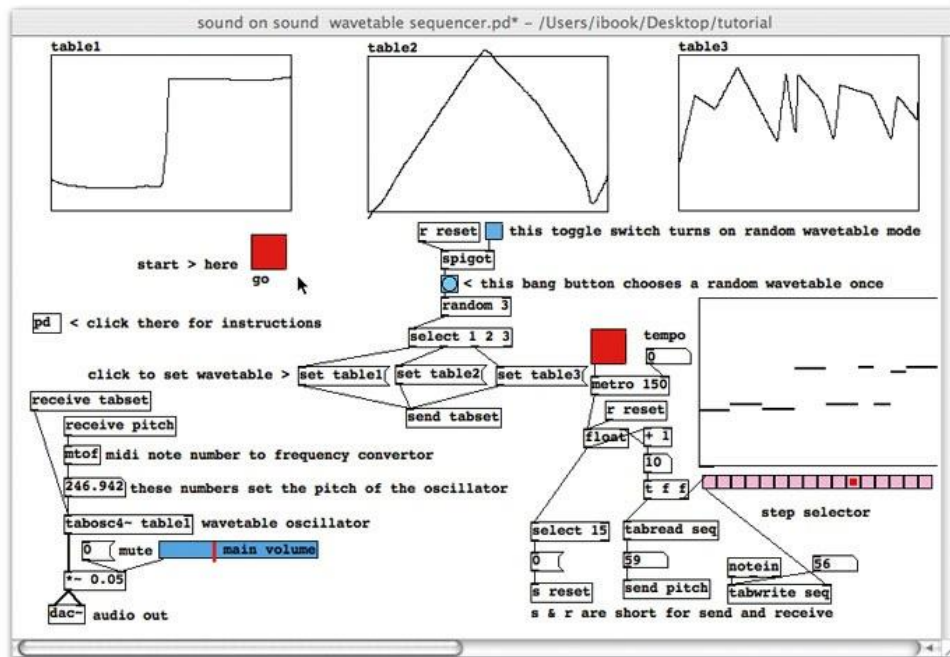 sound on sound wavetable sequencer.pd* – /Users/ibook/Desktop/tutorial
table1
table2
table3
r reset
this toggle switch turns on random wavetable mode
spigot
start > here
go
< this bang button chooses a random wavetable once
random 3
pd < click there for instructions
select 1 2 3
tempo
0
click to set wavetable >
set table1
set table2
set table3
metro 150
receive tabset
send tabset
r reset
receive pitch
float
+ 1
mtof midi note number to frequency convertor
10
246.942 these numbers set the pitch of the oscillator
t f f
step selector
tabosc4~ table1 wavetable oscillator
select 15
tabread seq
0 mute
main volume
0
59
notein
56
*~ 0.05
s reset
send pitch
tabwrite seq
dac~ audio out
s & r are short for send and receive